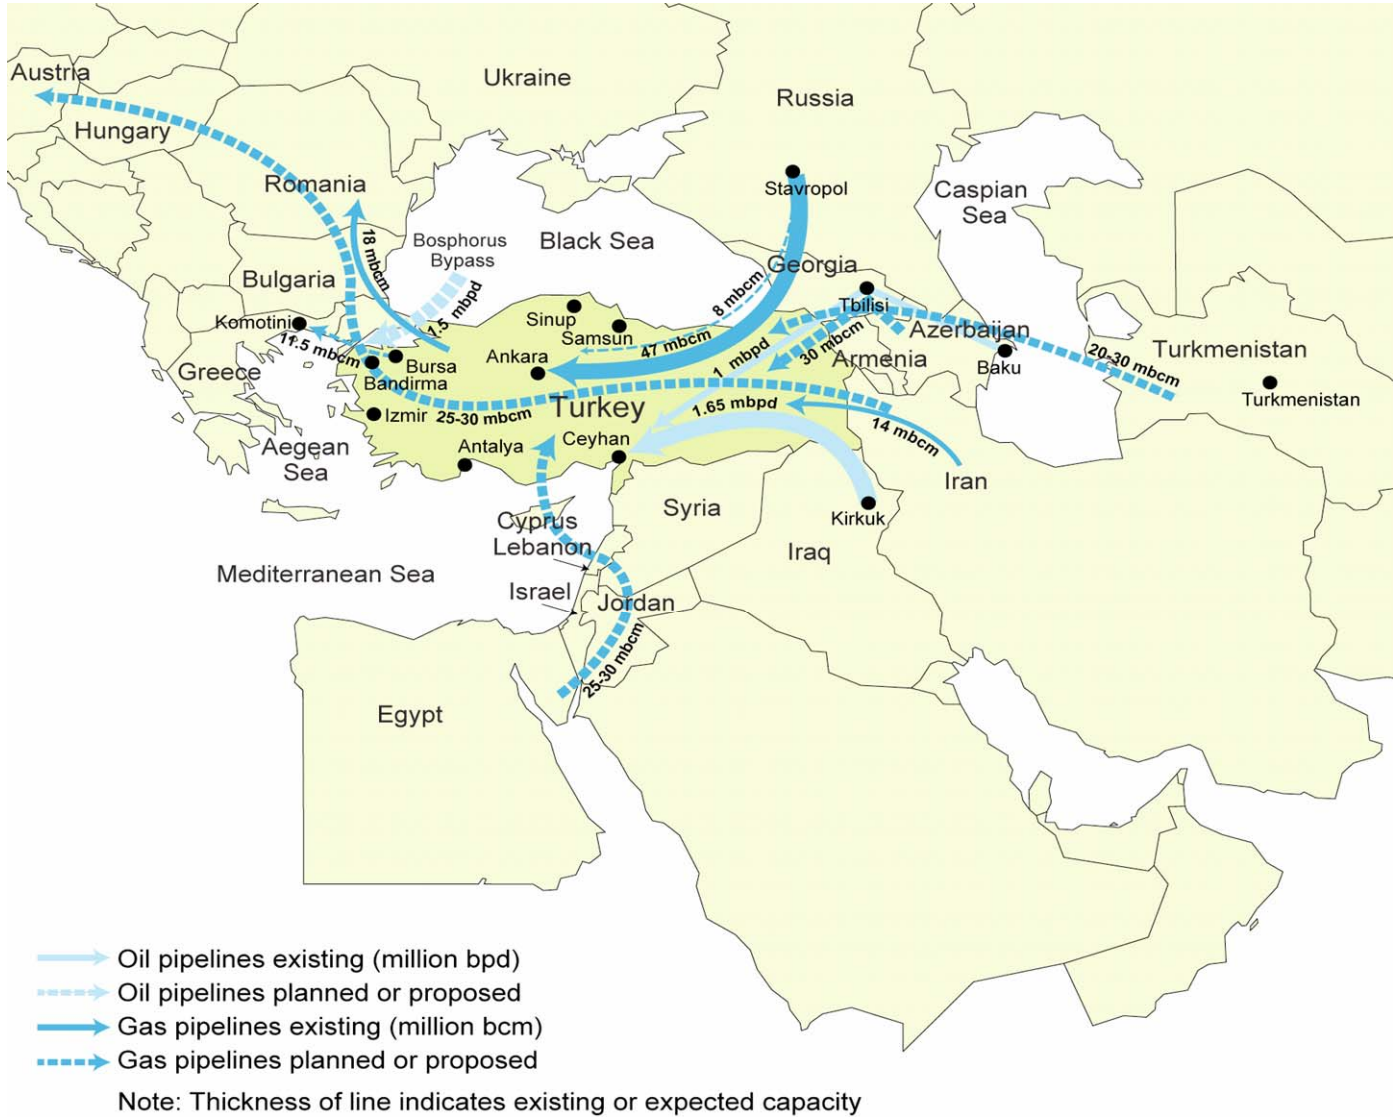 Austria
Ukraine
Russia
Hungary
Romania
Stavropol
Caspian
Sea
Bosphorus
Bypass
Black Sea
18 mbcm
Georgia
Bulgaria
8 mbcm
1.5 mbpd
Tbilisi
Komotini
Sinup
Samsun
Azerbaijan
11.5 mbcm
47 mbcm
30 mbcm
Ankara
1 mbpd
Armenia
20-30 mbcm
Turkmenistan
Greece
Bursa
Bandirma
Baku
Turkmenistan
Izmir
25-30 mbcm
Turkey
1.65 mbpd
14 mbcm
Aegean
Sea
Antalya
Ceyhan
Iran
Syria
Kirkuk
Cyprus
Lebanon
Iraq
Mediterranean Sea
Israel
Jordan
25-30 mbcm
Egypt
Oil pipelines existing (million bpd)
Oil pipelines planned or proposed
Gas pipelines existing (million bcm)
Gas pipelines planned or proposed
Note: Thickness of line indicates existing or expected capacity